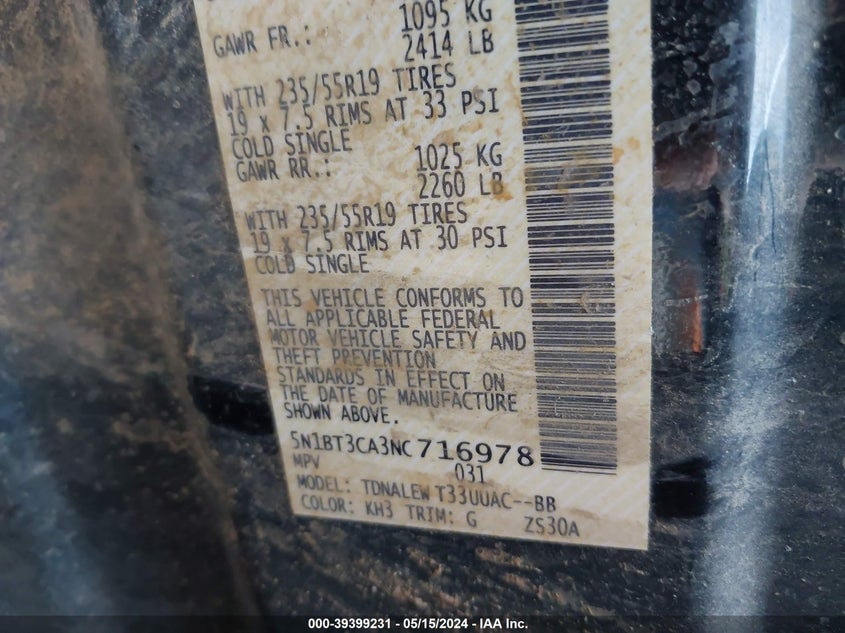 1095 KG
GAWR FR.: 2414 LB
WITH 235/55R19 TIRES
19 x 7.5 RIMS AT 33 PSI
COLD SINGLE
GAWR RR.: 1025 KG
2260 LB
WITH 235/55R19 TIRES
19 x 7.5 RIMS AT 30 PSI
COLD SINGLE
THIS VEHICLE CONFORMS TO
ALL APPLICABLE FEDERAL
MOTOR VEHICLE SAFETY AND
THEFT PREVENTION
STANDARDS IN EFFECT ON
THE DATE OF MANUFACTURE
SHOWN ABOVE.
5N1BT3CA3NC716978
MPV 031
MODEL: TDNALEW T33UUAC--BB
COLOR: KH3 TRIM: G ZS30A
000-39399231 - 05/15/2024 - IAA Inc.